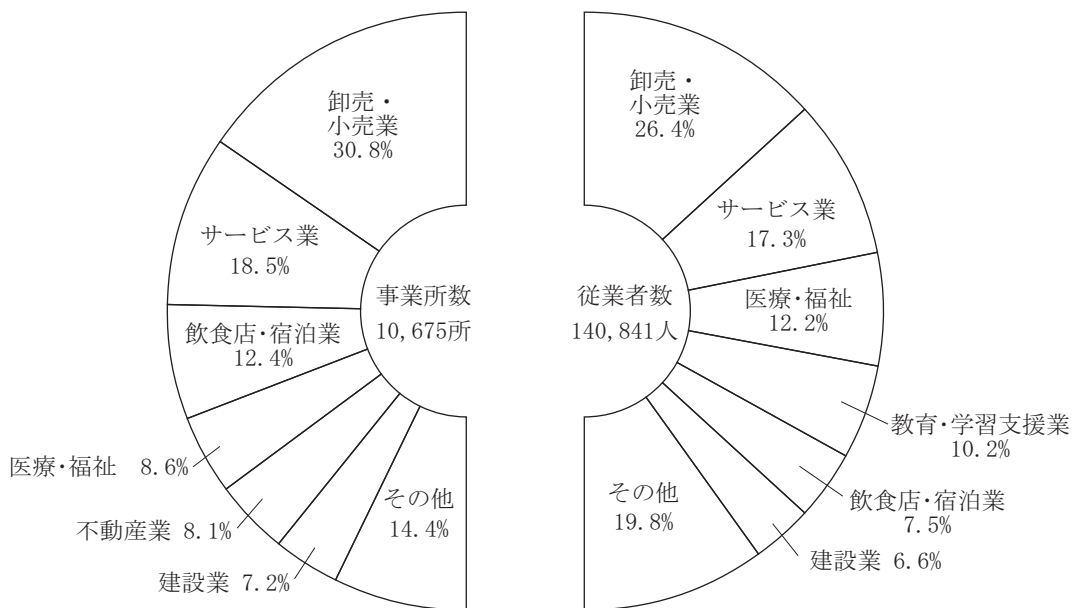 卸売・
小売業
30.8%
サービス業
18.5%
飲食店・宿泊業
12.4%
医療・福祉 8.6%
不動産業 8.1%
建設業 7.2%
その他
14.4%
事業所数
10,675所
卸売・
小売業
26.4%
サービス業
17.3%
医療・福祉
12.2%
教育・学習支援業
10.2%
飲食店・宿泊業
7.5%
建設業 6.6%
その他
19.8%
従業者数
140,841人